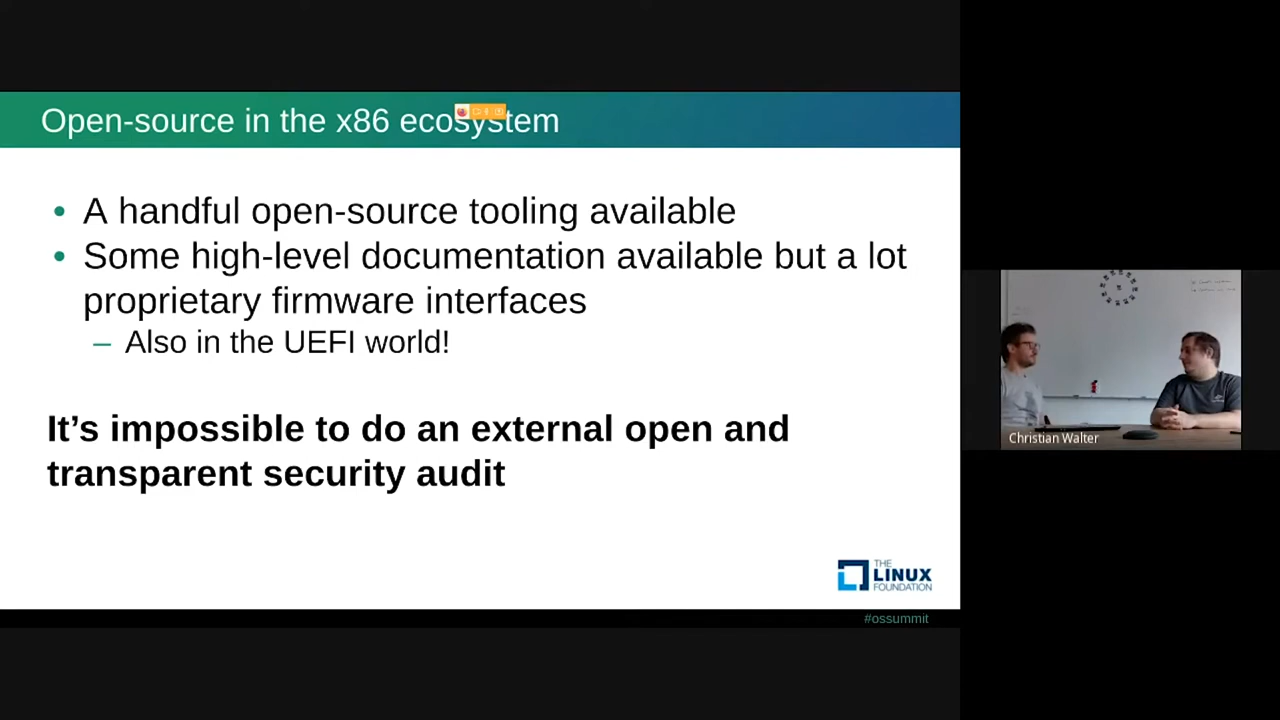 Open-source in the x86 ecosystem
• A handful open-source tooling available
• Some high-level documentation available but a lot
proprietary firmware interfaces
– Also in the UEFI world!
It’s impossible to do an external open and
transparent security audit
THE
LINUX
FOUNDATION
#ossummit
Christian Walter